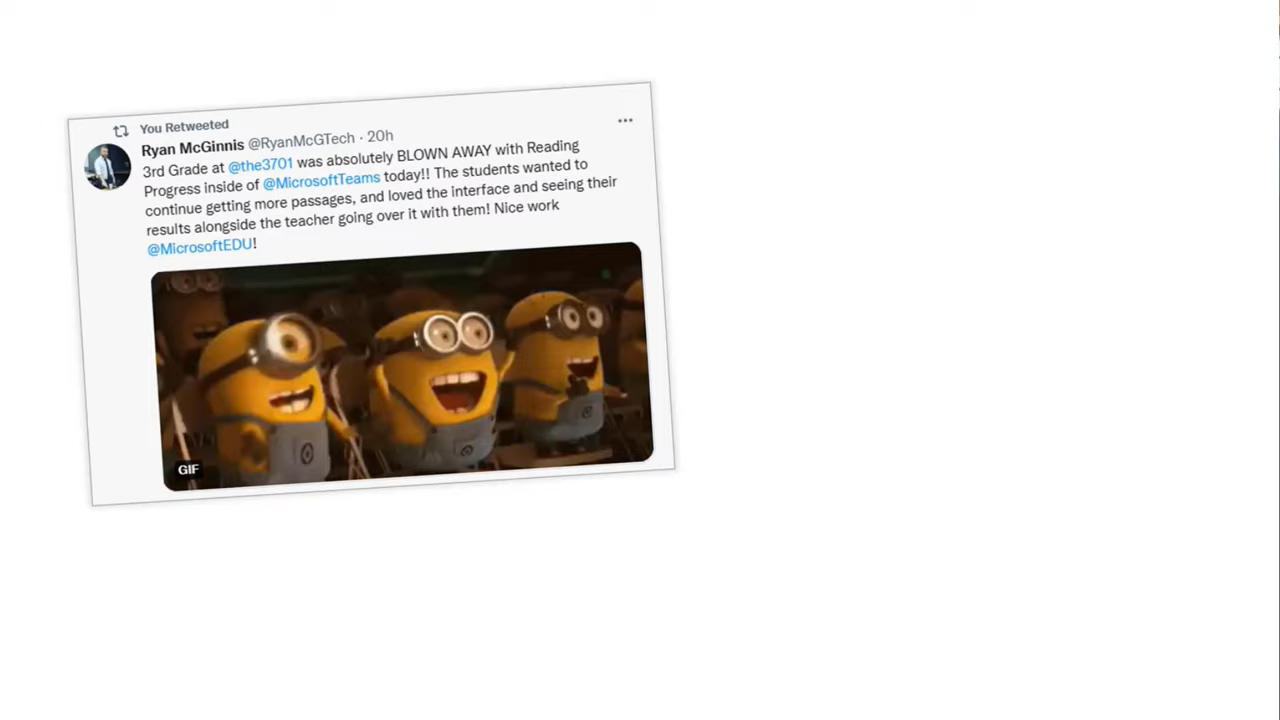 You Retweeted
Ryan McGinnis @RyanMcGTech · 20h
3rd Grade at @the3701 was absolutely BLOWN AWAY with Reading
Progress inside of @MicrosoftTeams today!! The students wanted to
continue getting more passages, and loved the interface and seeing their
results alongside the teacher going over it with them! Nice work
@MicrosoftEDU!
GIF